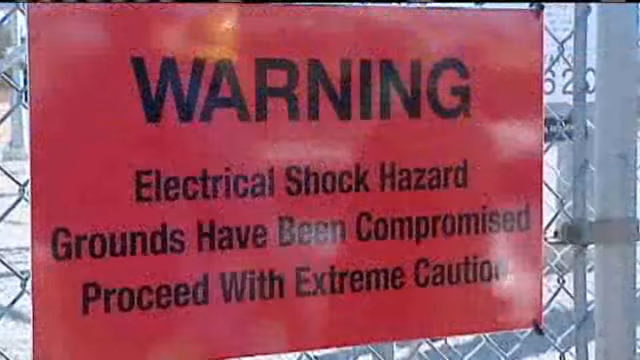 WARNING
Electrical Shock Hazard
Grounds Have Been Compromised
Proceed With Extreme Caution